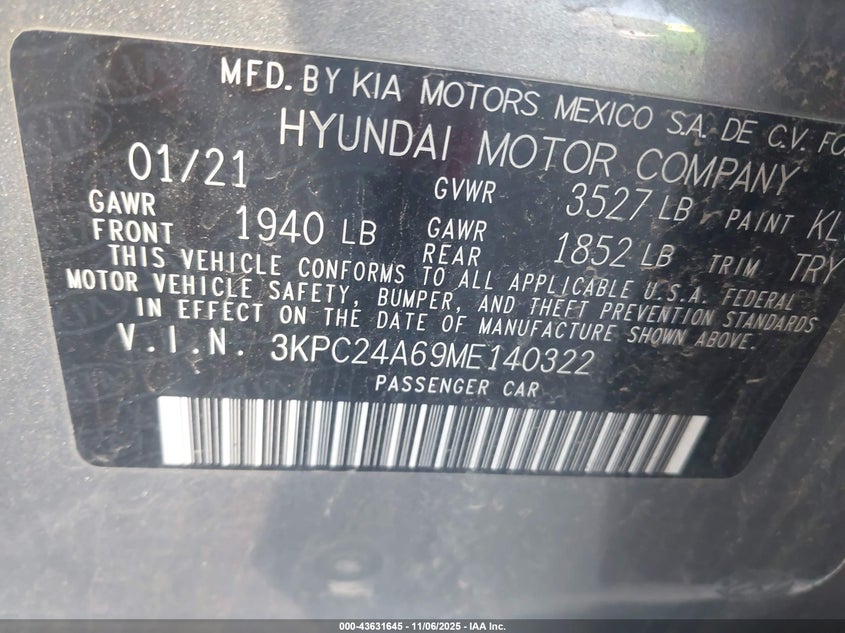 MFD. BY KIA MOTORS MEXICO S.A. DE C.V. FO
HYUNDAI MOTOR COMPANY
01/21 GVWR 3527 LB PAINT
GAWR FRONT 1940 LB GAWR REAR 1852 LB TRIM TRY
THIS VEHICLE CONFORMS TO ALL APPLICABLE U.S.A. FEDERAL
MOTOR VEHICLE SAFETY, BUMPER, AND THEFT PREVENTION STANDARDS
IN EFFECT ON THE DATE OF MANUFACTURE SHOWN ABOVE.
V.I.N. 3KPC24A69ME140322
PASSENGER CAR
000-43631645 - 11/06/2025 - IAA Inc.